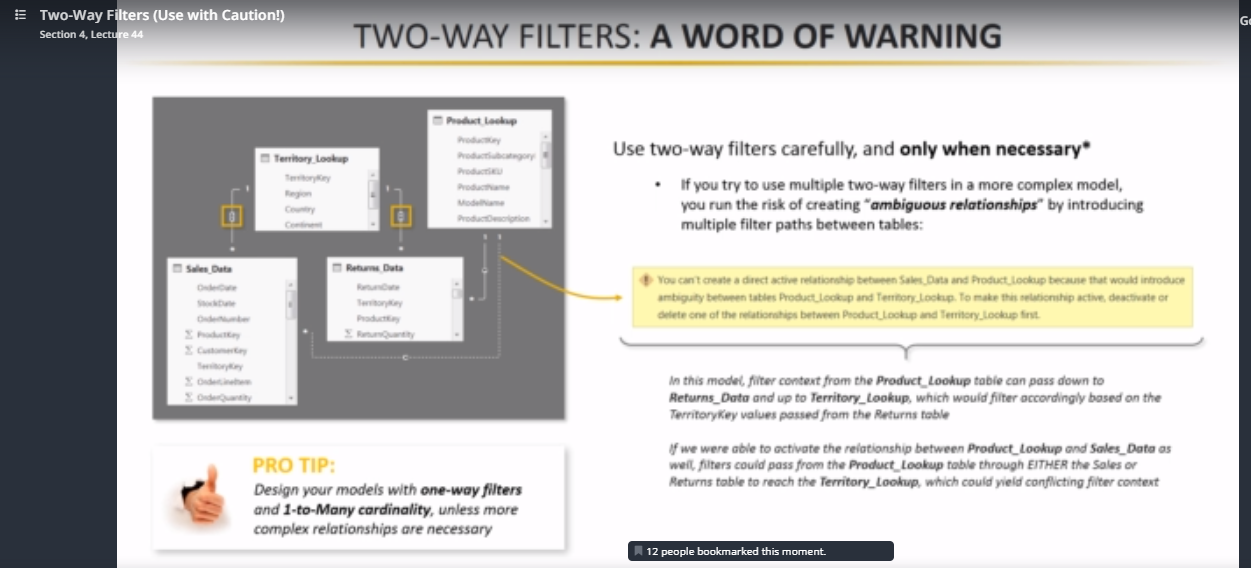 Two-Way Filters (Use with Caution!)
Section 4, Lecture 44
Go
TWO-WAY FILTERS: A WORD OF WARNING
Product_Lookup
ProductKey
ProductSubcategory
ProductSKU
ProductName
ModelName
ProductDescription
Territory_Lookup
TerritoryKey
Region
Country
Continent
1
1
1
1
Sales_Data
OrderDate
StockDate
OrderNumber
Σ ProductKey
Σ CustomerKey
TerritoryKey
Σ OrderLineItem
Σ OrderQuantity
Returns_Data
ReturnDate
TerritoryKey
ProductKey
Σ ReturnQuantity
*
*
*
*
Use two-way filters carefully, and only when necessary*
• If you try to use multiple two-way filters in a more complex model,
you run the risk of creating “ambiguous relationships” by introducing
multiple filter paths between tables:
You can't create a direct active relationship between Sales_Data and Product_Lookup because that would introduce
ambiguity between tables Product_Lookup and Territory_Lookup. To make this relationship active, deactivate or
delete one of the relationships between Product_Lookup and Territory_Lookup first.
In this model, filter context from the Product_Lookup table can pass down to
Returns_Data and up to Territory_Lookup, which would filter accordingly based on the
TerritoryKey values passed from the Returns table
If we were able to activate the relationship between Product_Lookup and Sales_Data as
well, filters could pass from the Product_Lookup table through EITHER the Sales or
Returns table to reach the Territory_Lookup, which could yield conflicting filter context
PRO TIP:
Design your models with one-way filters
and 1-to-Many cardinality, unless more
complex relationships are necessary
12 people bookmarked this moment.